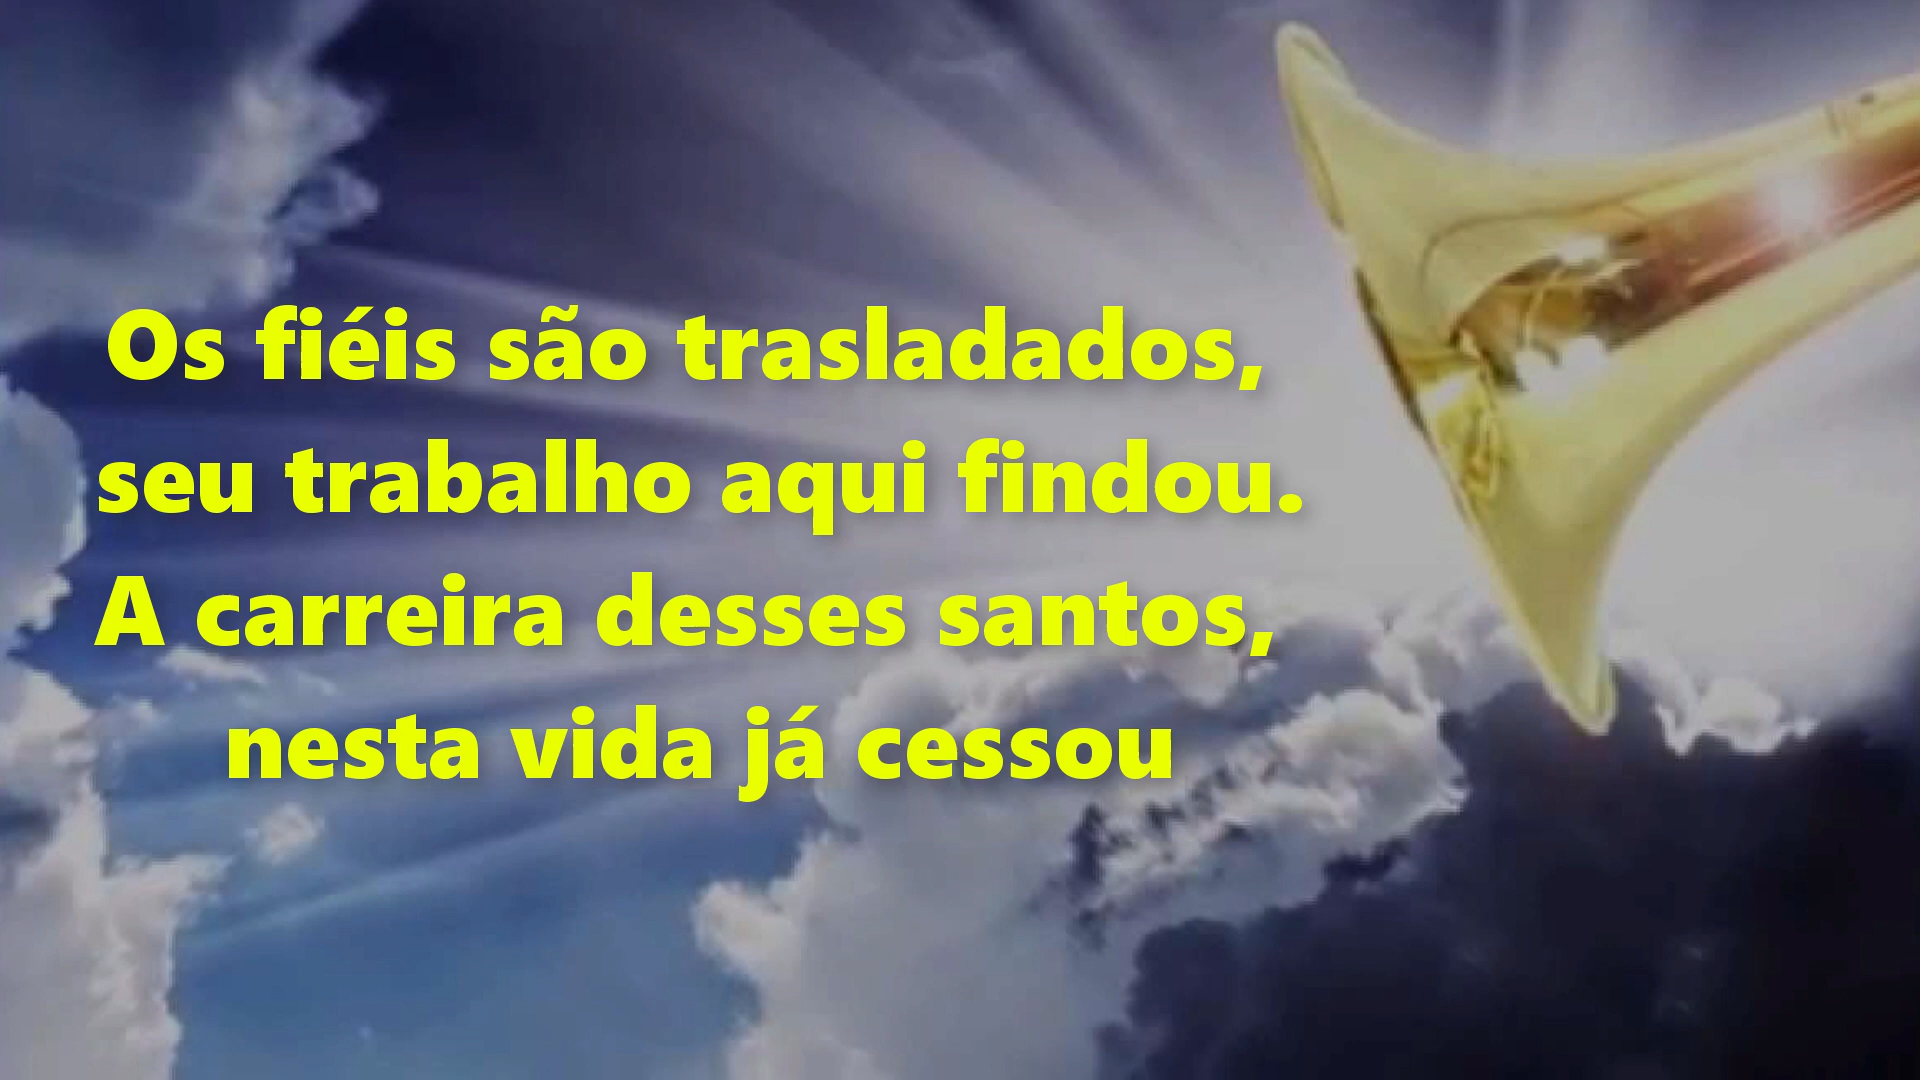 Os fiéis são trasladados,
seu trabalho aqui findou.
A carreira desses santos,
nesta vida já cessou